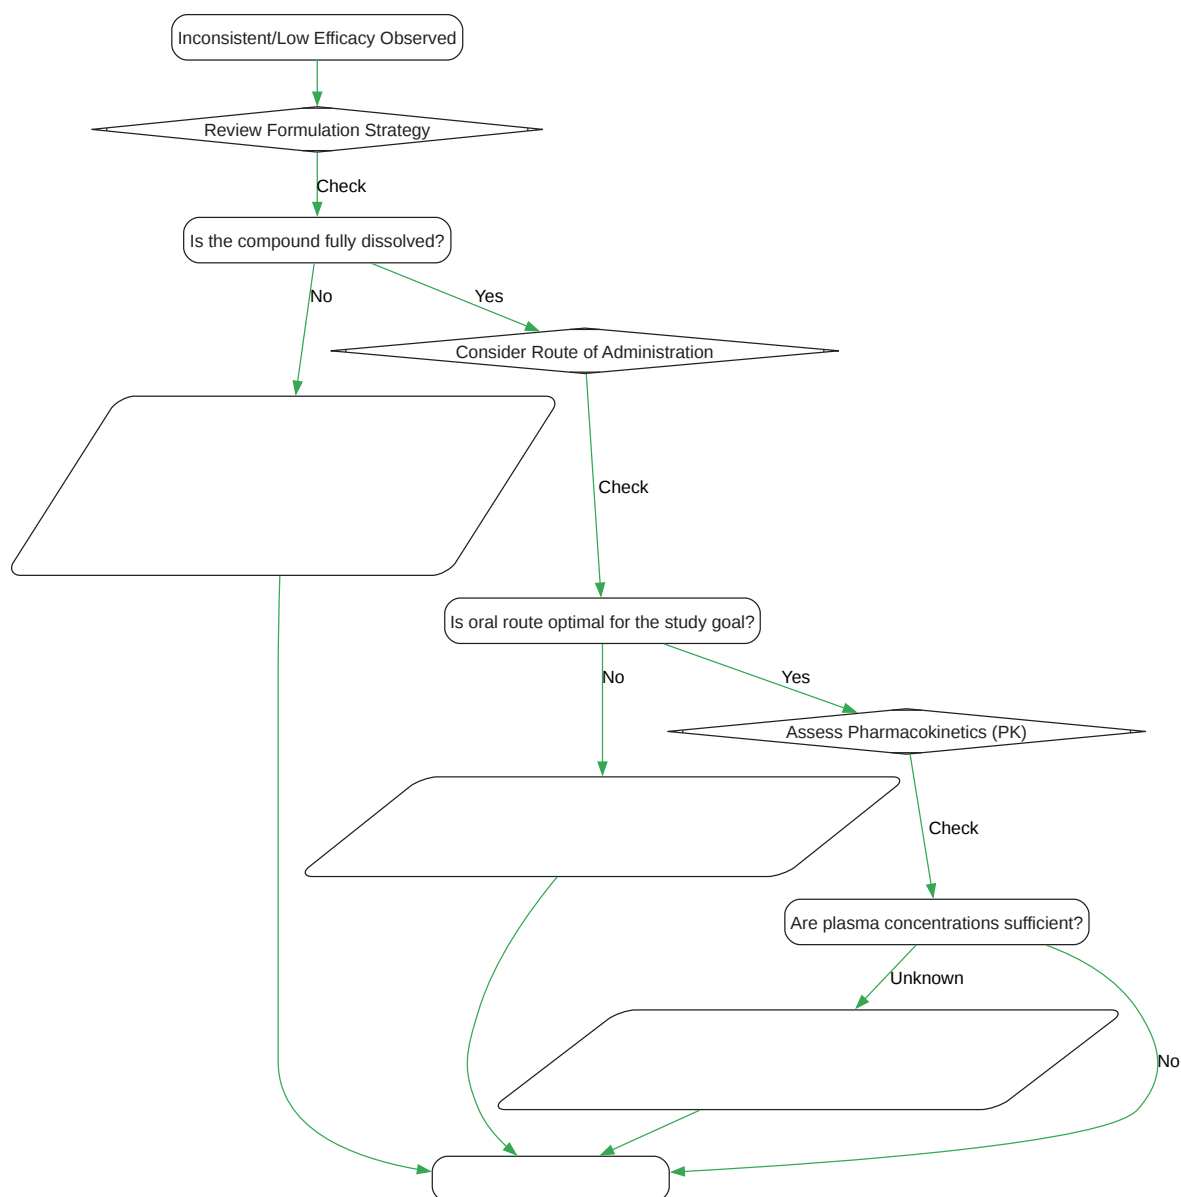 Inconsistent/Low Efficacy Observed
Review Formulation Strategy
Check
Is the compound fully dissolved?
No
Yes
Consider Route of Administration
Check
Is oral route optimal for the study goal?
No
Yes
Assess Pharmacokinetics (PK)
Check
Are plasma concentrations sufficient?
Unknown
No